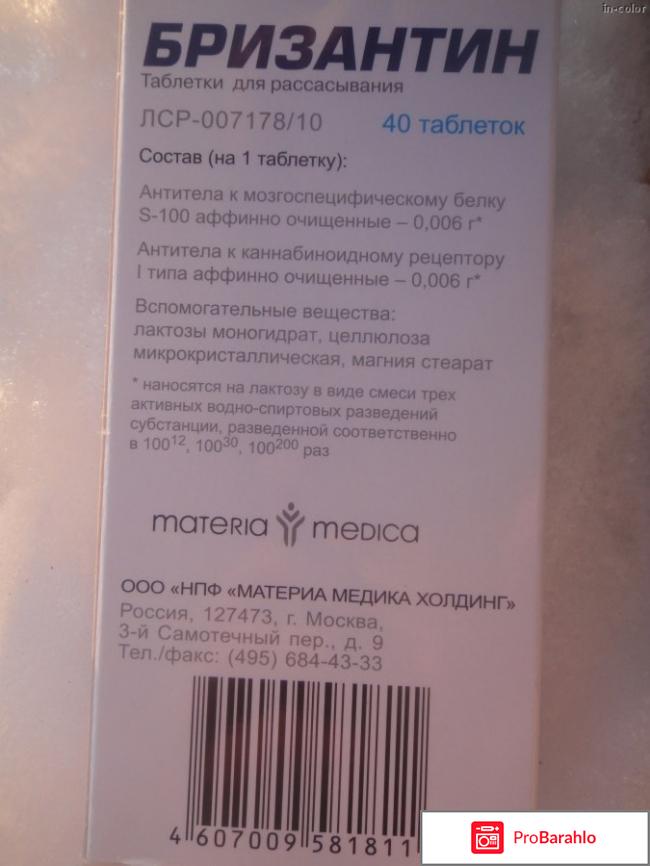 in-color
БРИЗАНТИН
Таблетки для рассасывания
ЛСР-007178/10 40 таблеток
Состав (на 1 таблетку):
Антитела к мозгоспецифическому белку
S-100 аффинно очищенные – 0,006 г*
Антитела к каннабиноидному рецептору
I типа аффинно очищенные – 0,006 г*
Вспомогательные вещества:
лактозы моногидрат, целлюлоза
микрокристаллическая, магния стеарат
* наносятся на лактозу в виде смеси трех
активных водно-спиртовых разведений
субстанции, разведенной соответственно
в 100¹², 100³⁰, 100²⁰⁰ раз
materia medica
ООО «НПФ «МАТЕРИА МЕДИКА ХОЛДИНГ»
Россия, 127473, г. Москва,
3-й Самотечный пер., д. 9
Тел./факс: (495) 684-43-33
4 607009 581811
ProBarahlo